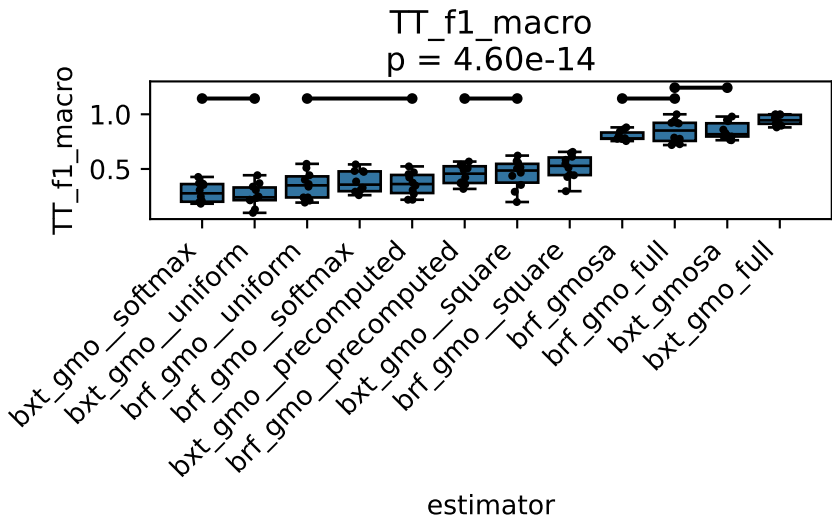 TT_f1_macro
p = 4.60e-14
TT_f1_macro
1.0
0.5
bxt_gmo__softmax
bxt_gmo__uniform
brf_gmo__uniform
brf_gmo__softmax
bxt_gmo__precomputed
brf_gmo__precomputed
bxt_gmo__square
brf_gmo__square
brf_gmosa
brf_gmo_full
bxt_gmosa
bxt_gmo_full
estimator